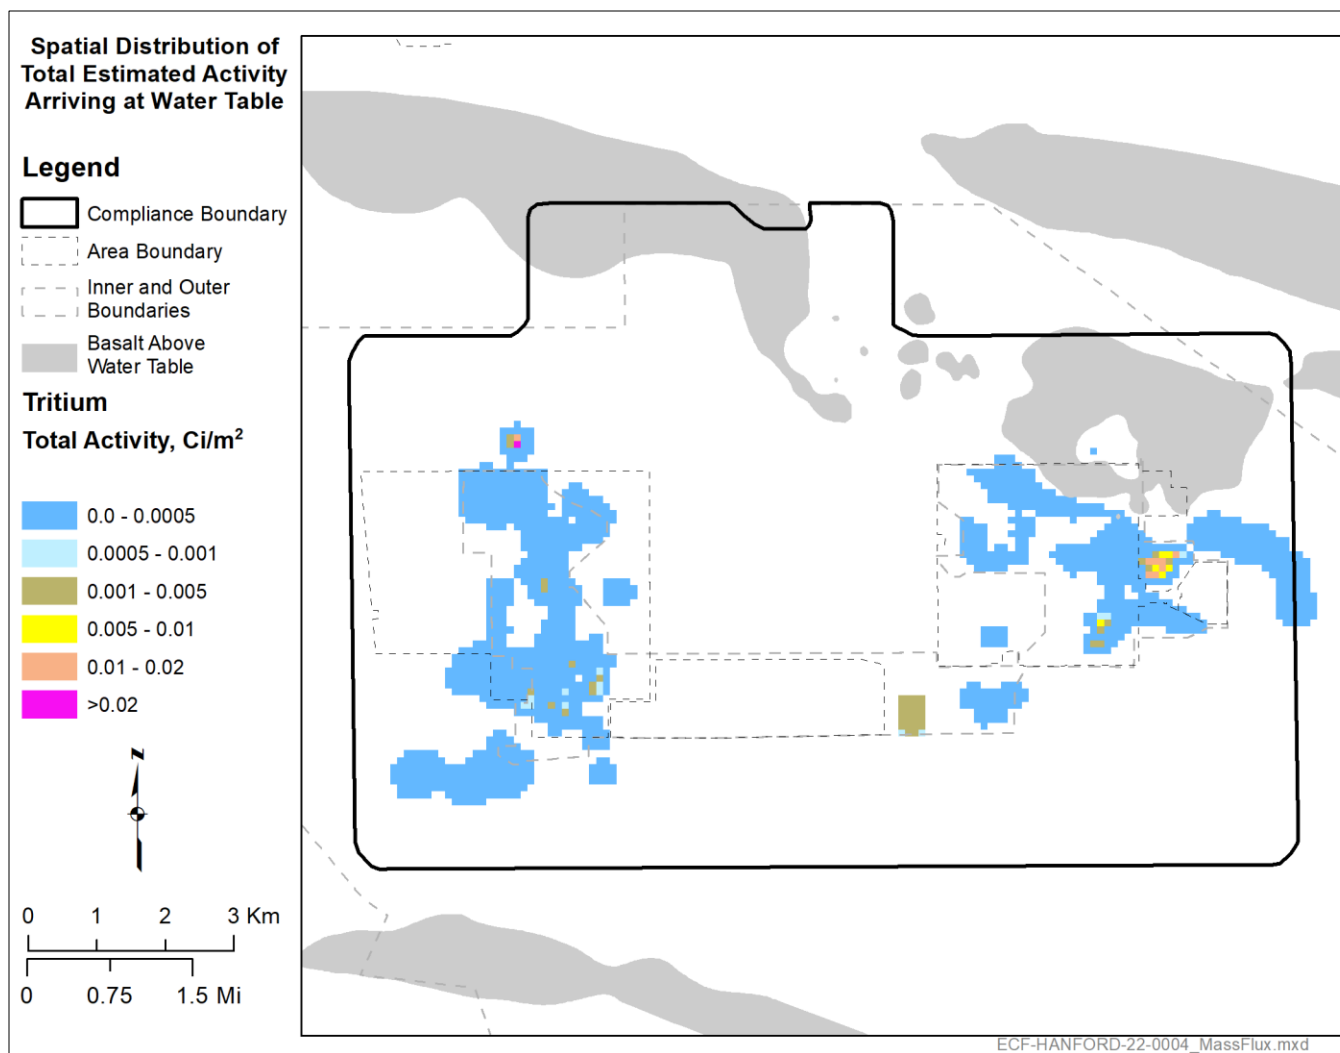 Spatial Distribution of
Total Estimated Activity
Arriving at Water Table
Legend
Compliance Boundary
Area Boundary
Inner and Outer
Boundaries
Basalt Above
Water Table
Tritium
Total Activity, Ci/m²
0.0 - 0.0005
0.0005 - 0.001
0.001 - 0.005
0.005 - 0.01
0.01 - 0.02
>0.02
N
0 1 2 3 Km
0 0.75 1.5 Mi
ECF-HANFORD-22-0004_MassFlux.mxd